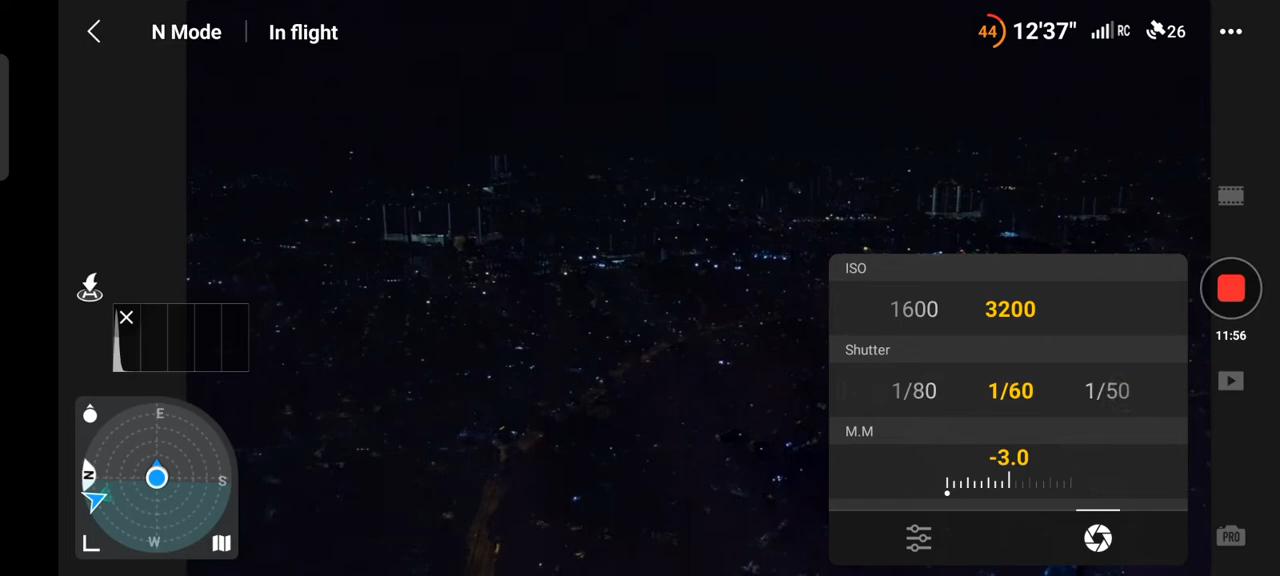 N Mode | In flight
44 12'37" RC 26
ISO
1600 3200
Shutter
1/80 1/60 1/50
M.M
-3.0
11:56
E
N
S
W
PRO